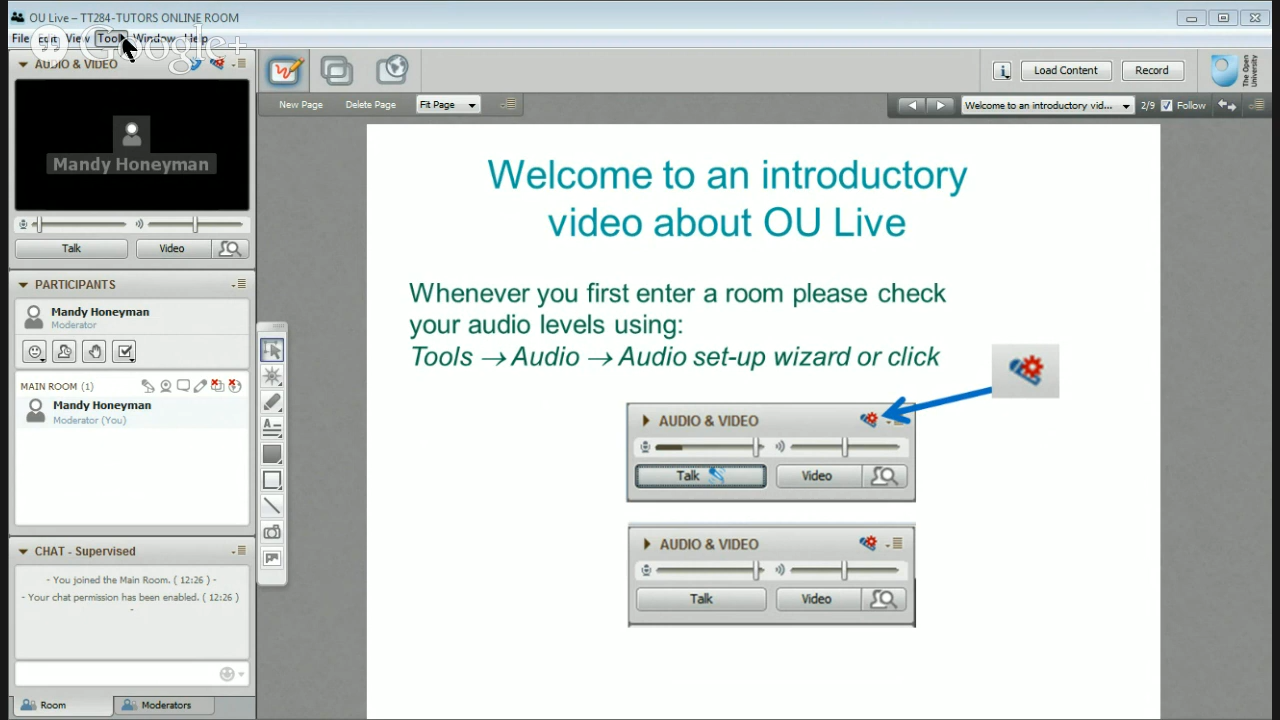 OU Live – TT284-TUTORS ONLINE ROOM
File Edit View Tools Window Help
Google+
AUDIO & VIDEO
Mandy Honeyman
Talk
Video
PARTICIPANTS
Mandy Honeyman
Moderator
MAIN ROOM (1)
Mandy Honeyman
Moderator (You)
CHAT - Supervised
- You joined the Main Room. ( 12:26 ) -
- Your chat permission has been enabled. ( 12:26 )
-
Room
Moderators
New Page
Delete Page
Fit Page
Load Content
Record
The Open
University
Welcome to an introductory vid...
2/9
Follow
Welcome to an introductory
video about OU Live
Whenever you first enter a room please check
your audio levels using:
Tools → Audio → Audio set-up wizard or click
AUDIO & VIDEO
Talk
Video
AUDIO & VIDEO
Talk
Video